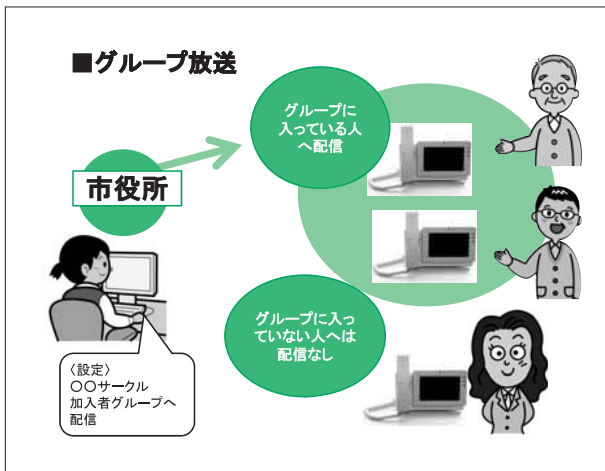 ■グループ放送
グループに
入っている人
へ配信
市役所
グループに入っ
ていない人へは
配信なし
〈設定〉
〇〇サークル
加入者グループへ
配信